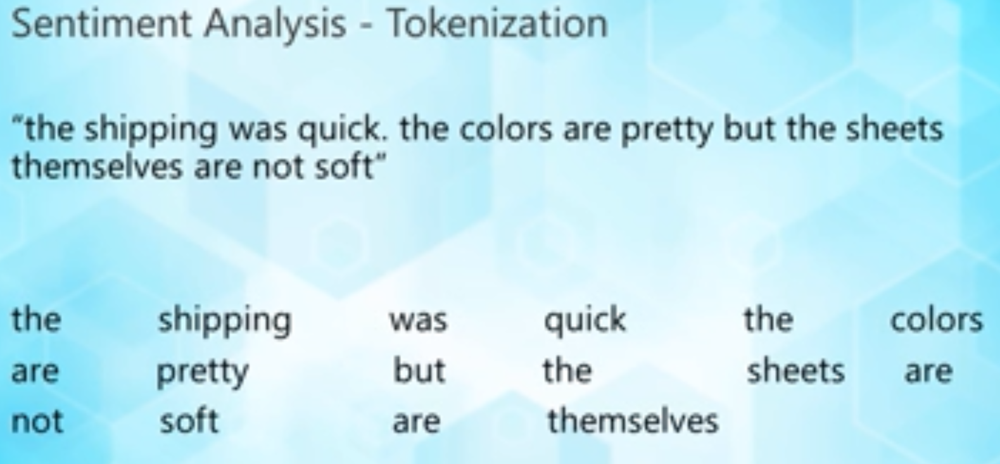 Sentiment Analysis - Tokenization
“the shipping was quick. the colors are pretty but the sheets
themselves are not soft”
the shipping was quick the colors
are pretty but the sheets are
not soft are themselves